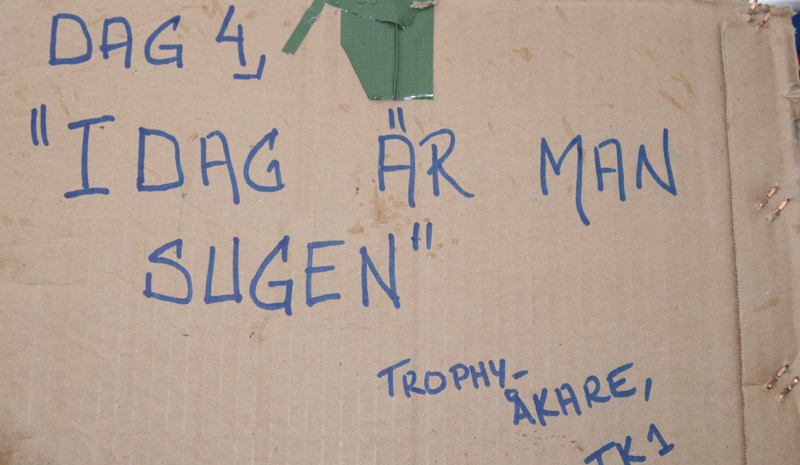 DAG 4,
"IDAG ÄR MAN
SUGEN"
TROPHY-
ÅKARE,
TK1